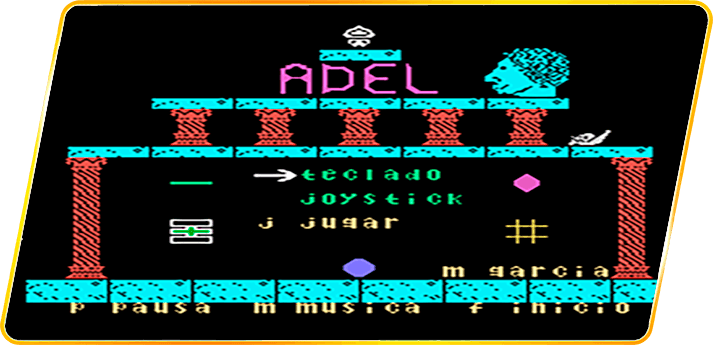 ADEL
teclado
joystick
j jugar
m garcia
p pausa m musica f inicio